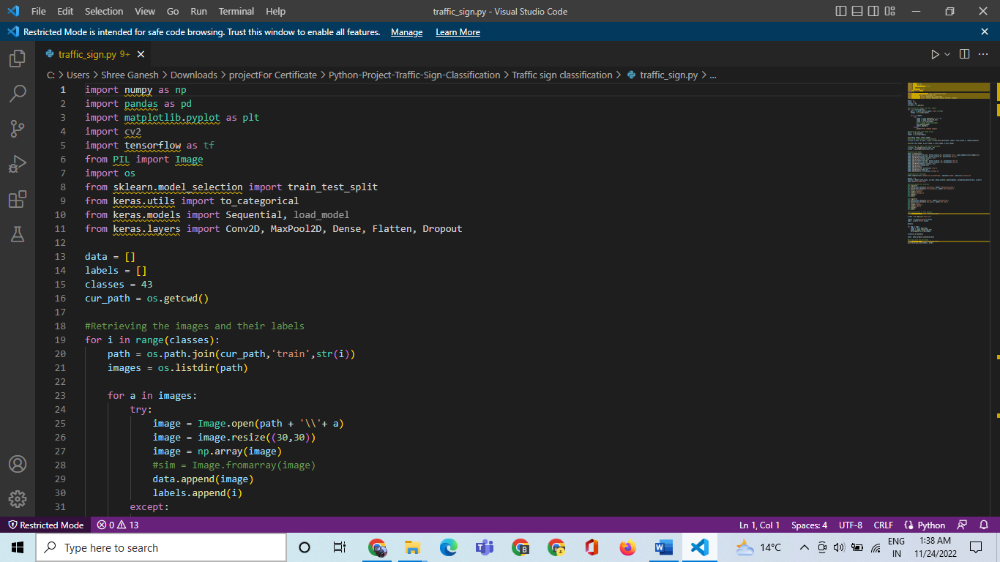 File Edit Selection View Go Run Terminal Help traffic_sign.py - Visual Studio Code
Restricted Mode is intended for safe code browsing. Trust this window to enable all features. Manage Learn More
traffic_sign.py 9+
C: > Users > Shree Ganesh > Downloads > projectFor Certificate > Python-Project-Traffic-Sign-Classification > Traffic sign classification > traffic_sign.py > ...
1 import numpy as np
2 import pandas as pd
3 import matplotlib.pyplot as plt
4 import cv2
5 import tensorflow as tf
6 from PIL import Image
7 import os
8 from sklearn.model_selection import train_test_split
9 from keras.utils import to_categorical
10 from keras.models import Sequential, load_model
11 from keras.layers import Conv2D, MaxPool2D, Dense, Flatten, Dropout
12
13 data = []
14 labels = []
15 classes = 43
16 cur_path = os.getcwd()
17
18 #Retrieving the images and their labels
19 for i in range(classes):
20     path = os.path.join(cur_path,'train',str(i))
21     images = os.listdir(path)
22
23     for a in images:
24         try:
25             image = Image.open(path + '\\'+ a)
26             image = image.resize((30,30))
27             image = np.array(image)
28             #sim = Image.fromarray(image)
29             data.append(image)
30             labels.append(i)
31         except:
Restricted Mode 0 13 Ln 1, Col 1 Spaces: 4 UTF-8 CRLF Python
Type here to search 14°C ENG 1:38 AM
IN 11/24/2022